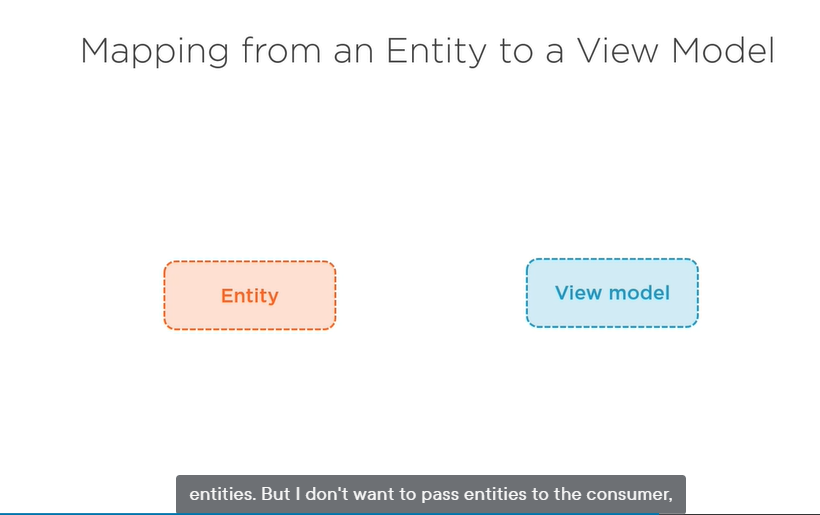 Mapping from an Entity to a View Model
Entity
View model
entities. But I don't want to pass entities to the consumer,